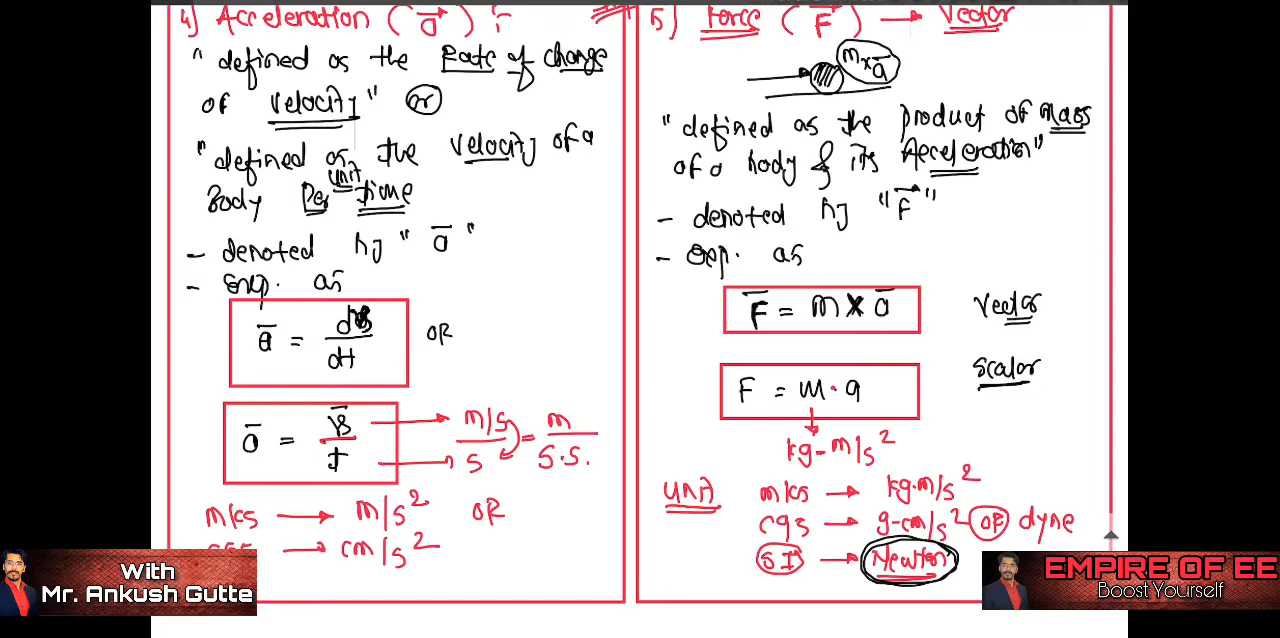 4) Acceleration (a) :-
"defined as the Rate of change
of velocity" or
"defined as the velocity of a
Body Per unit time
- denoted by "a"
- Exp. as
a = dv/dt OR
a = v/t → m/s / s = m / s.s.
mks → m/s² OR
cgs → cm/s²
5) Force (F) → Vector
m×a
"defined as the product of mass
of a body & its Acceleration"
- denoted by "F"
- Exp. as
F = m × a Vector
F = m · a Scalar
kg-m/s²
Unit mks → kg.m/s²
cgs → g-cm/s² OR dyne
SI → Newton
With
Mr. Ankush Gutte
EMPIRE OF EE
Boost Yourself